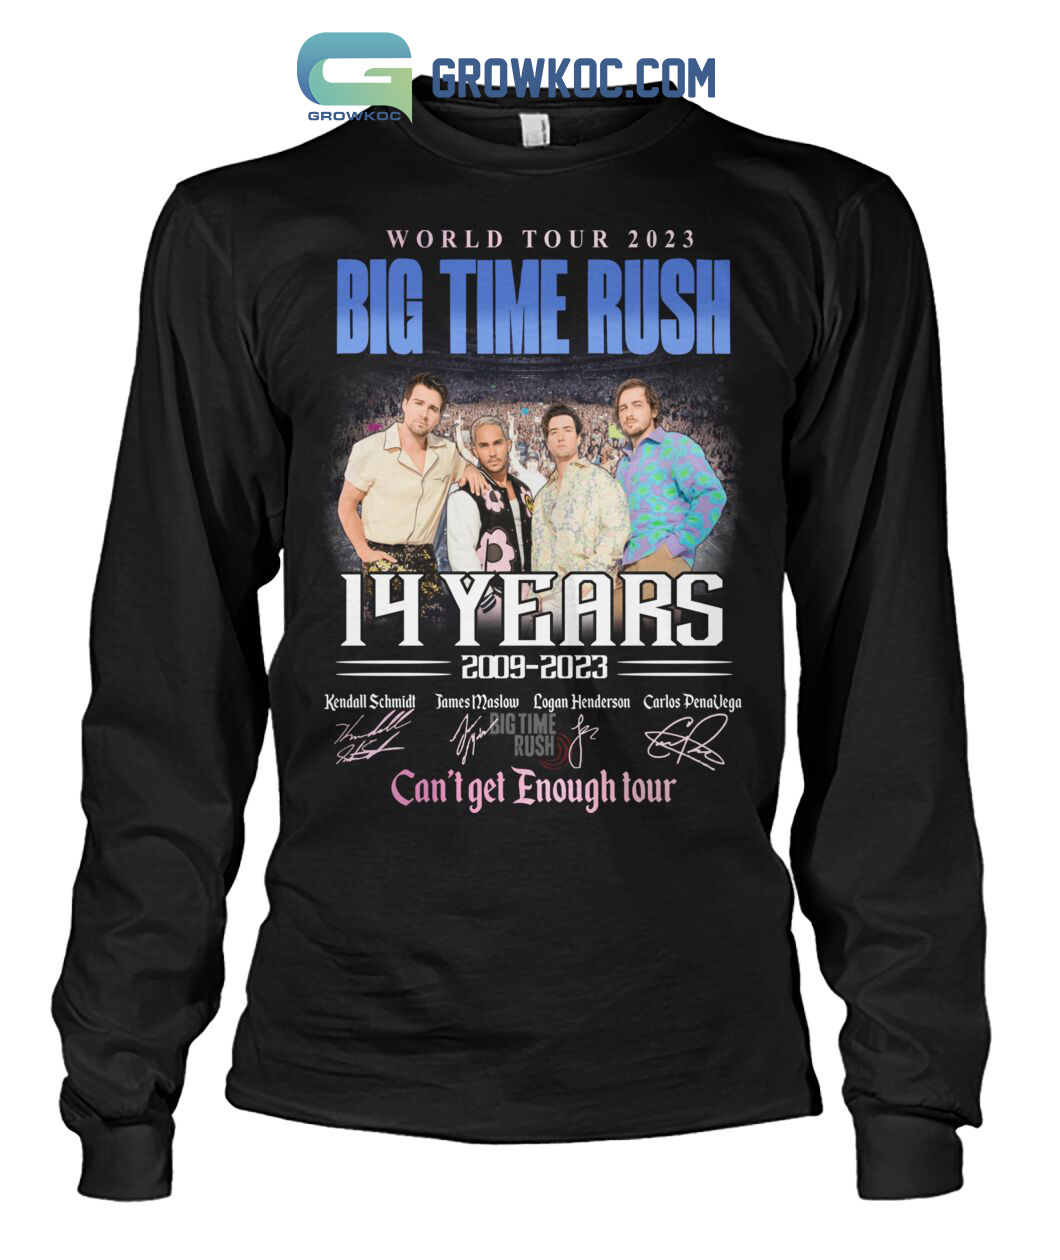 GROWKOC.COM
GROWKOC
WORLD TOUR 2023
BIG TIME RUSH
14 YEARS
2009-2023
Kendall Schmidt James Maslow Logan Henderson Carlos PenaVega
BIG TIME
RUSH
Can't get Enough tour